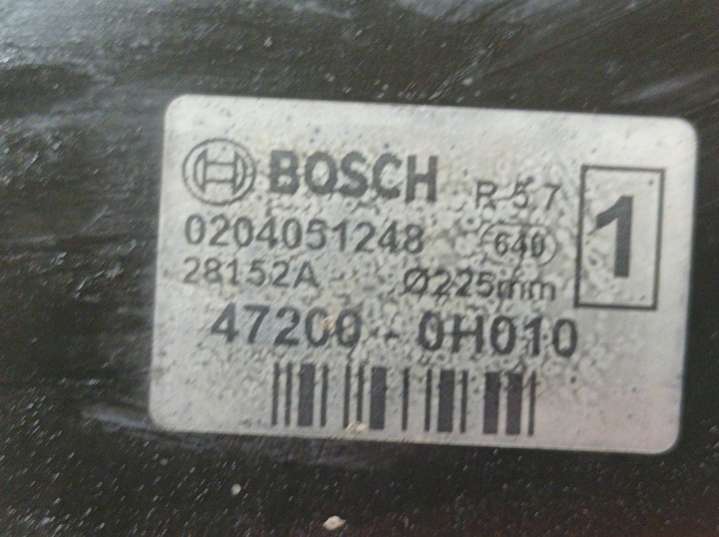 BOSCH R 5.7
0204051248 640
28152A Ø225mm
1
47200-0H010